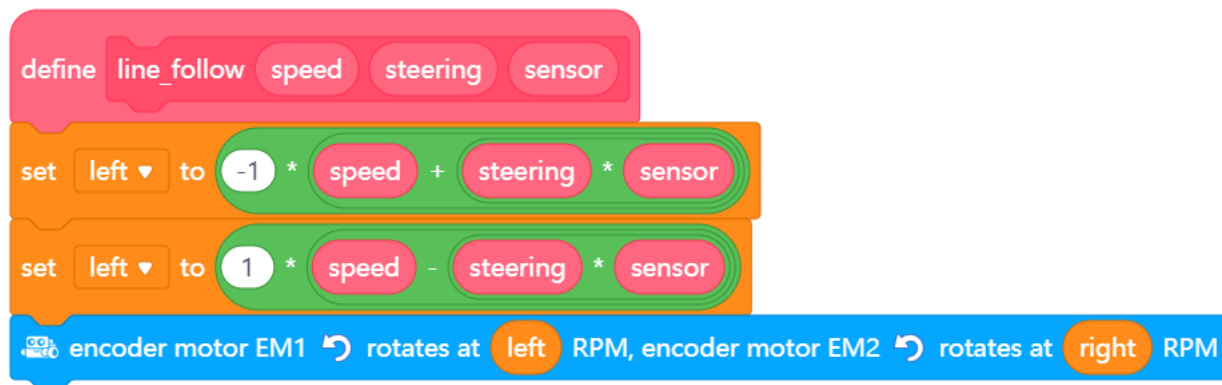 define line_follow speed steering sensor
set left to -1 * speed + steering * sensor
set left to 1 * speed - steering * sensor
encoder motor EM1 rotates at left RPM, encoder motor EM2 rotates at right RPM